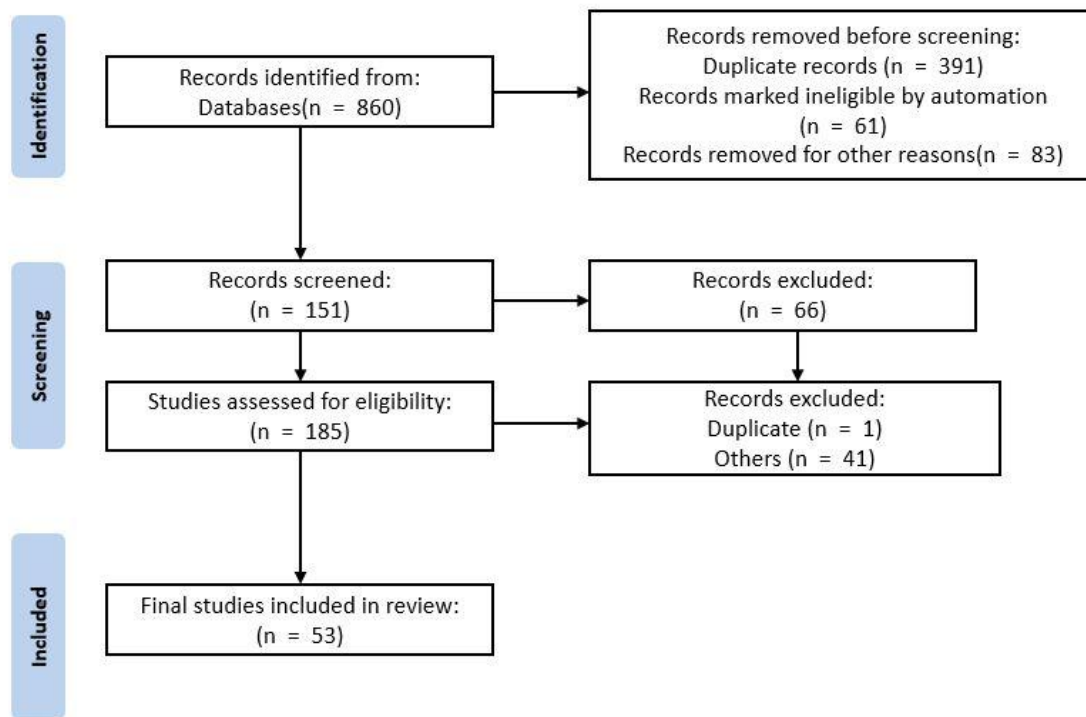 Identification
Records identified from:
Databases(n = 860)
Records removed before screening:
Duplicate records (n = 391)
Records marked ineligible by automation
(n = 61)
Records removed for other reasons(n = 83)
Screening
Records screened:
(n = 151)
Records excluded:
(n = 66)
Studies assessed for eligibility:
(n = 185)
Records excluded:
Duplicate (n = 1)
Others (n = 41)
Included
Final studies included in review:
(n = 53)